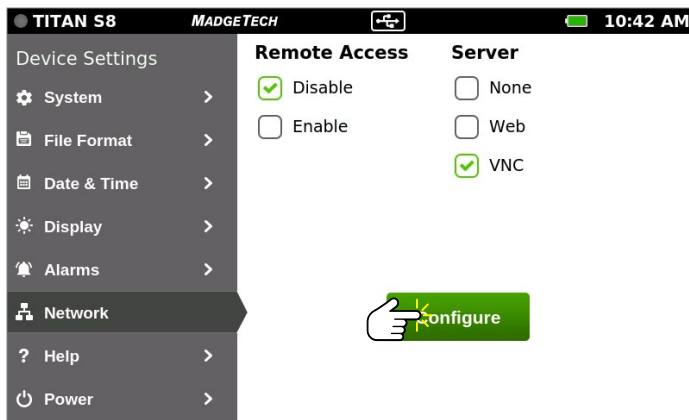 TITAN S8 MADGETECH 10:42 AM
Device Settings
System
File Format
Date & Time
Display
Alarms
Network
Help
Power
Remote Access
Disable
Enable
Server
None
Web
VNC
Configure